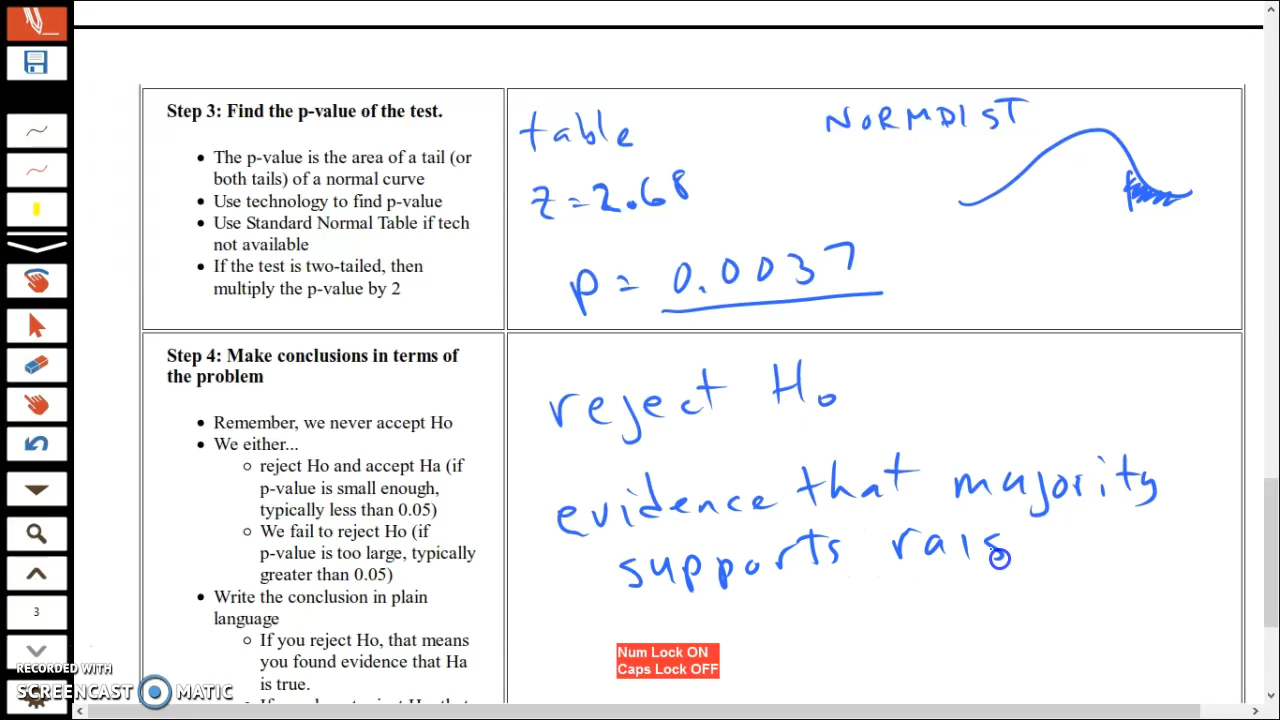 Step 3: Find the p-value of the test.
• The p-value is the area of a tail (or
both tails) of a normal curve
• Use technology to find p-value
• Use Standard Normal Table if tech
not available
• If the test is two-tailed, then
multiply the p-value by 2
table
NORMDIST
z=2.68
p = 0.0037
Step 4: Make conclusions in terms of
the problem
• Remember, we never accept Ho
• We either...
○ reject Ho and accept Ha (if
p-value is small enough,
typically less than 0.05)
○ We fail to reject Ho (if
p-value is too large, typically
greater than 0.05)
• Write the conclusion in plain
language
○ If you reject Ho, that means
you found evidence that Ha
is true.
reject Ho
evidence that majority
supports rais
Num Lock ON
Caps Lock OFF
3
RECORDED WITH
SCREENCAST MATIC